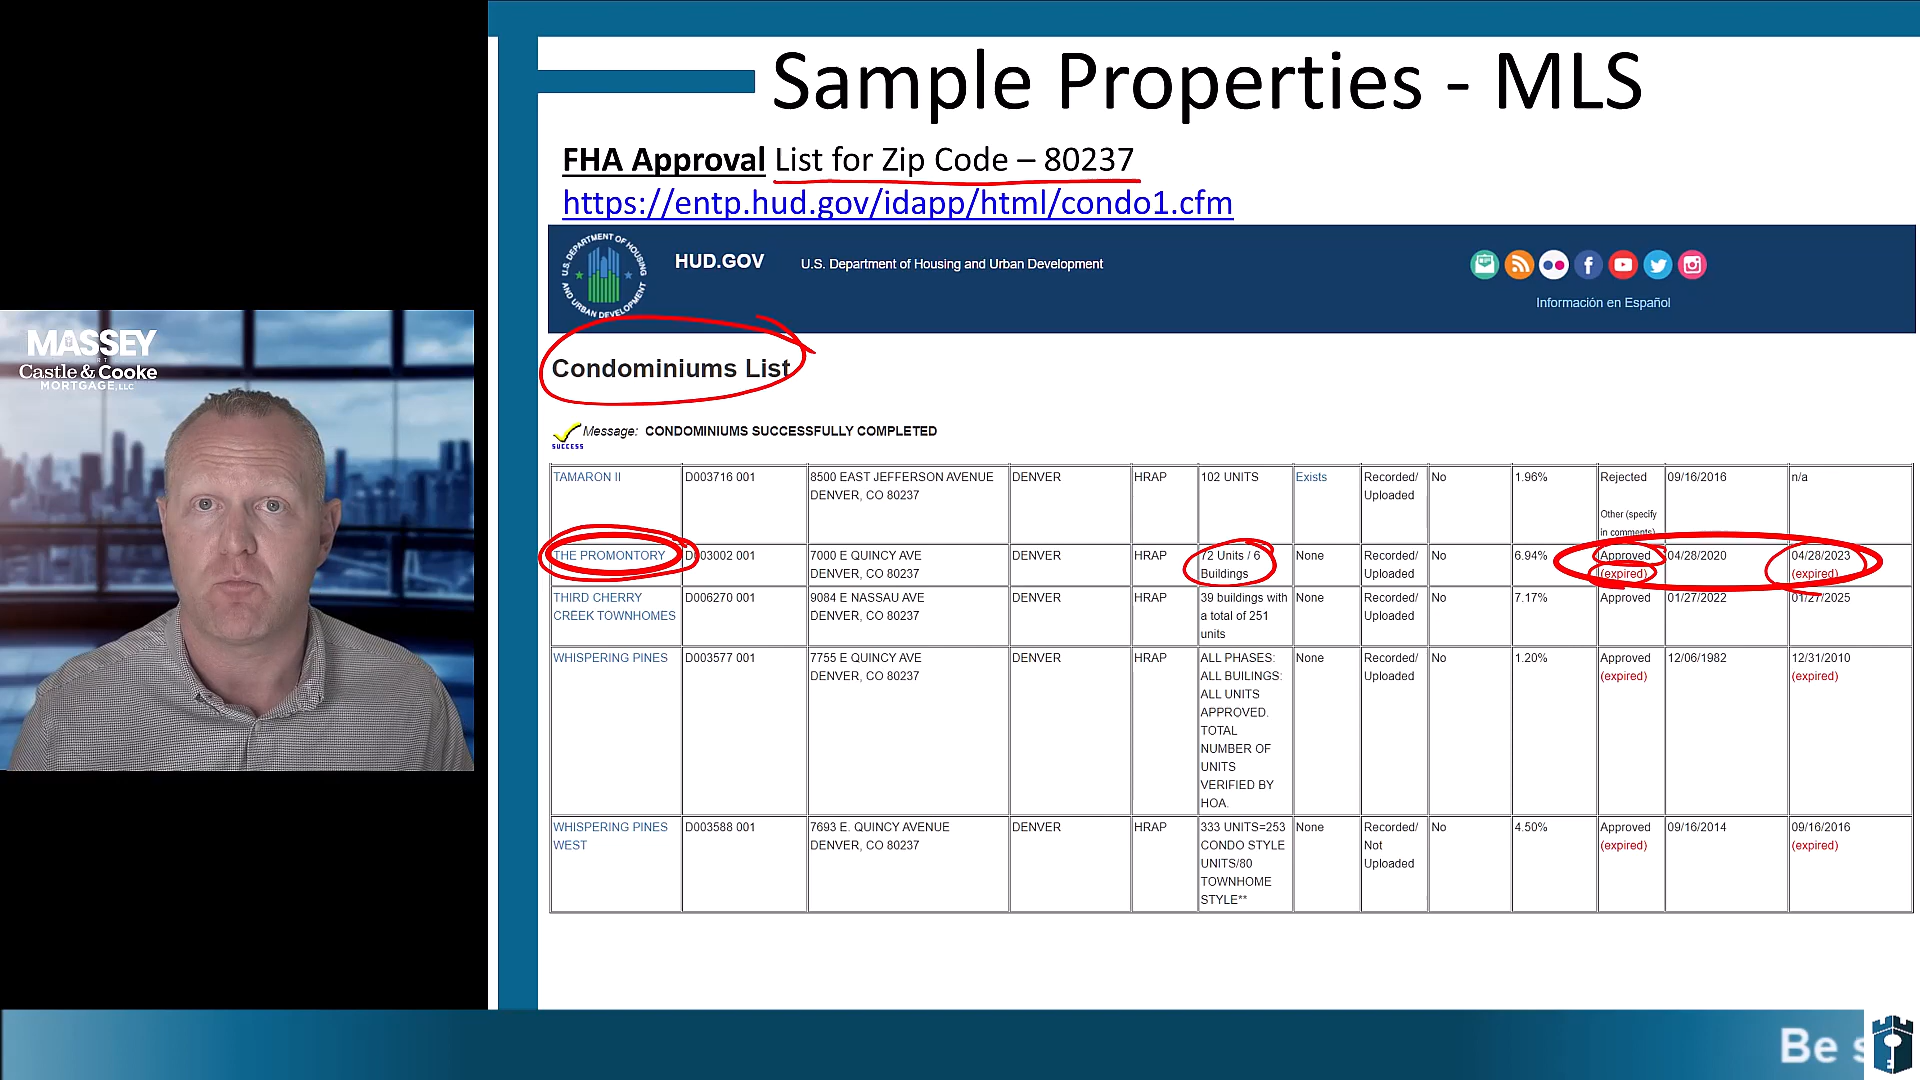 Sample Properties - MLS
FHA Approval List for Zip Code – 80237
https://entp.hud.gov/idapp/html/condo1.cfm
U.S. DEPARTMENT OF HOUSING AND URBAN DEVELOPMENT
HUD.GOV
U.S. Department of Housing and Urban Development
Información en Español
MASSEY
Castle & Cooke
MORTGAGE, LLC
Condominiums List
SUCCESS
Message: CONDOMINIUMS SUCCESSFULLY COMPLETED
TAMARON II D003716 001 8500 EAST JEFFERSON AVENUE DENVER HRAP 102 UNITS Exists Recorded/ No 1.96% Rejected 09/16/2016 n/a
DENVER, CO 80237 Uploaded
Other (specify
in comments)
THE PROMONTORY D003002 001 7000 E QUINCY AVE DENVER HRAP 72 Units / 6 None Recorded/ No 6.94% Approved 04/28/2020 04/28/2023
DENVER, CO 80237 Buildings Uploaded (expired) (expired)
THIRD CHERRY D006270 001 9084 E NASSAU AVE DENVER HRAP 39 buildings with None Recorded/ No 7.17% Approved 01/27/2022 01/27/2025
CREEK TOWNHOMES DENVER, CO 80237 a total of 251 Uploaded
units
WHISPERING PINES D003577 001 7755 E QUINCY AVE DENVER HRAP ALL PHASES: None Recorded/ No 1.20% Approved 12/06/1982 12/31/2010
DENVER, CO 80237 ALL BUILINGS: Uploaded (expired) (expired)
ALL UNITS
APPROVED.
TOTAL
NUMBER OF
UNITS
VERIFIED BY
HOA.
WHISPERING PINES D003588 001 7693 E. QUINCY AVENUE DENVER HRAP 333 UNITS=253 None Recorded/ No 4.50% Approved 09/16/2014 09/16/2016
WEST DENVER, CO 80237 CONDO STYLE Not (expired) (expired)
UNITS/80 Uploaded
TOWNHOME
STYLE**
Be s